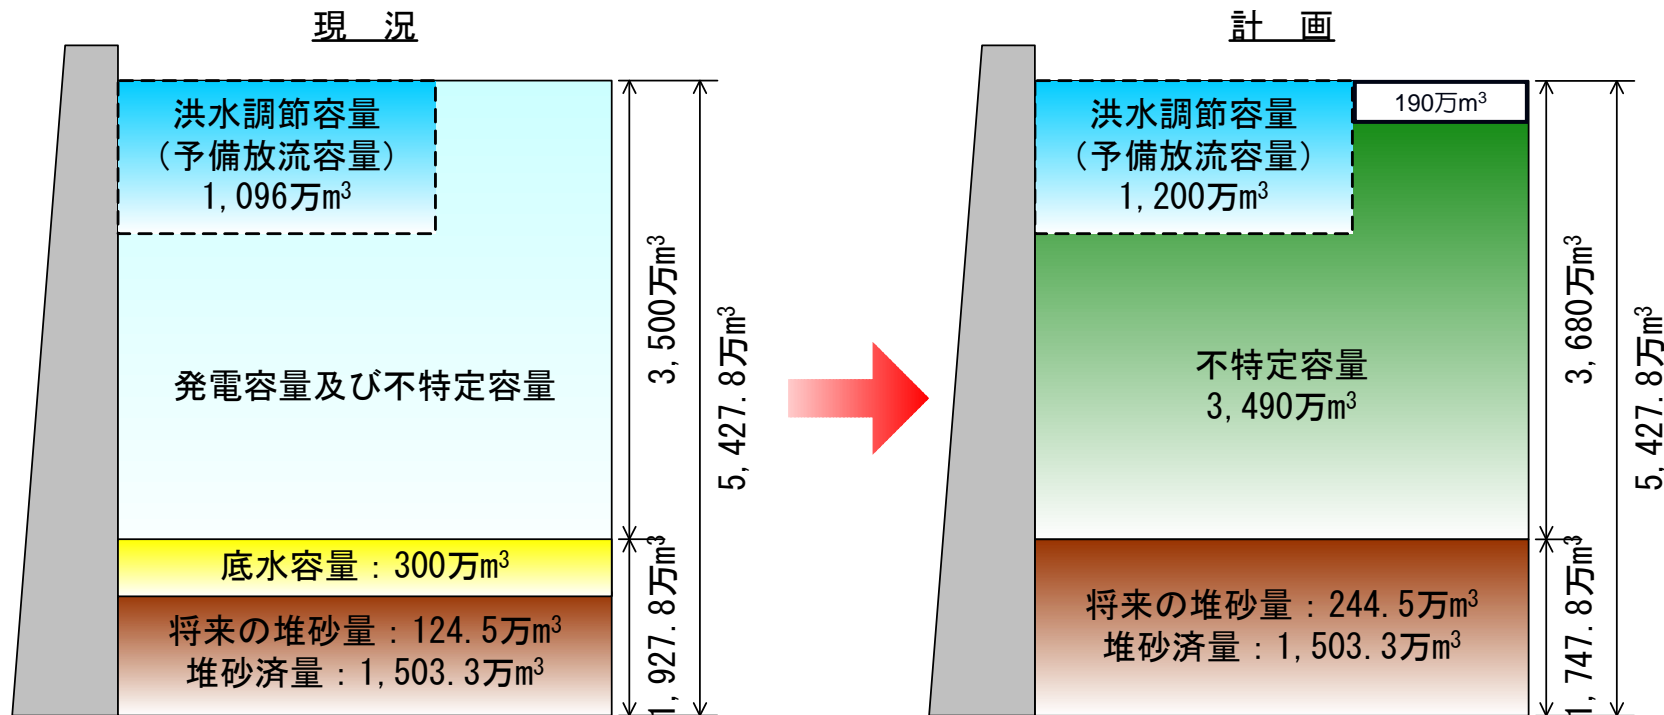 現　況
洪水調節容量
（予備放流容量）
1,096万m³
発電容量及び不特定容量
底水容量：300万m³
将来の堆砂量：124.5万m³
堆砂済量：1,503.3万m³
3,500万m³
1,927.8万m³
5,427.8万m³
計　画
洪水調節容量
（予備放流容量）
1,200万m³
190万m³
不特定容量
3,490万m³
将来の堆砂量：244.5万m³
堆砂済量：1,503.3万m³
3,680万m³
1,747.8万m³
5,427.8万m³